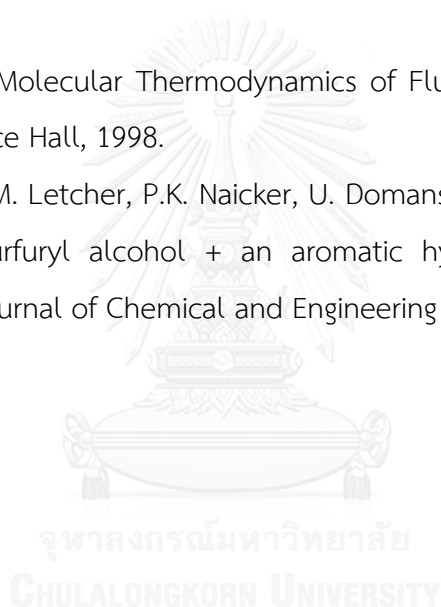 Molecular Thermodynamics of Flu
ce Hall, 1998.
M. Letcher, P.K. Naicker, U. Domans
urfuryl alcohol + an aromatic hy
ournal of Chemical and Engineering
จุฬาลงกรณ์มหาวิทยาลัย
CHULALONGKORN UNIVERSITY